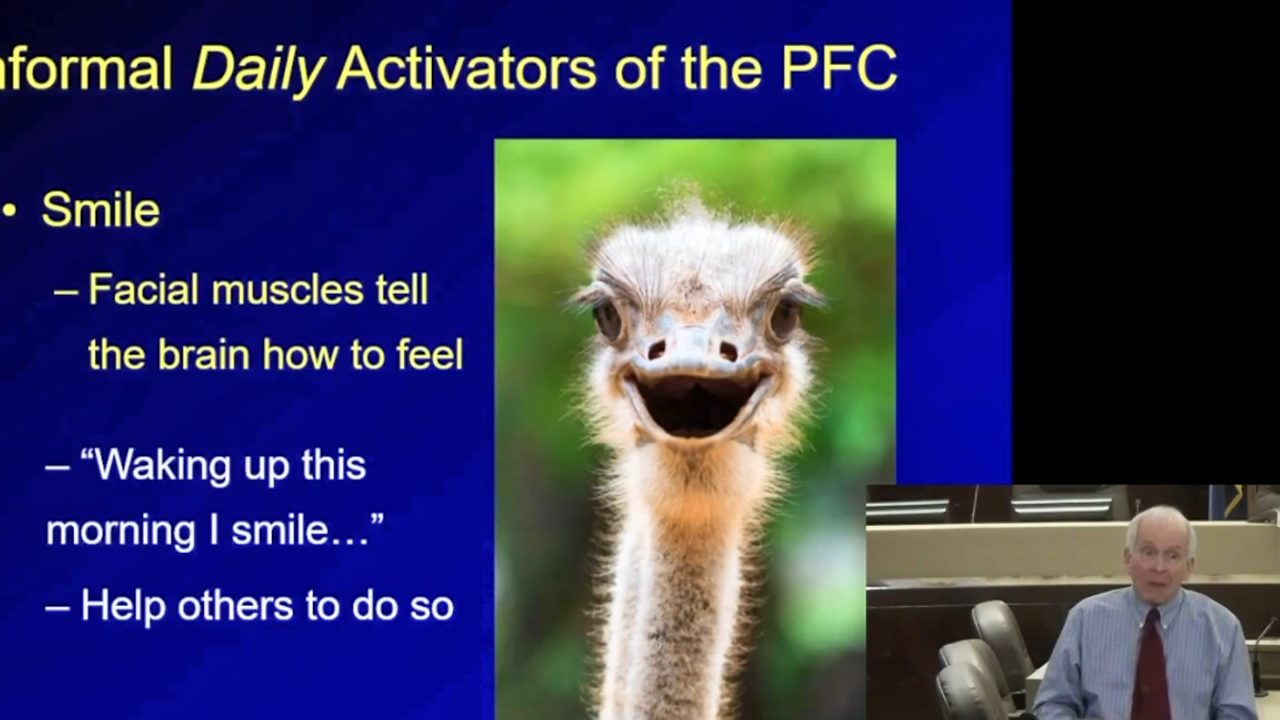 nformal Daily Activators of the PFC
• Smile
– Facial muscles tell
the brain how to feel
– “Waking up this
morning I smile…”
– Help others to do so